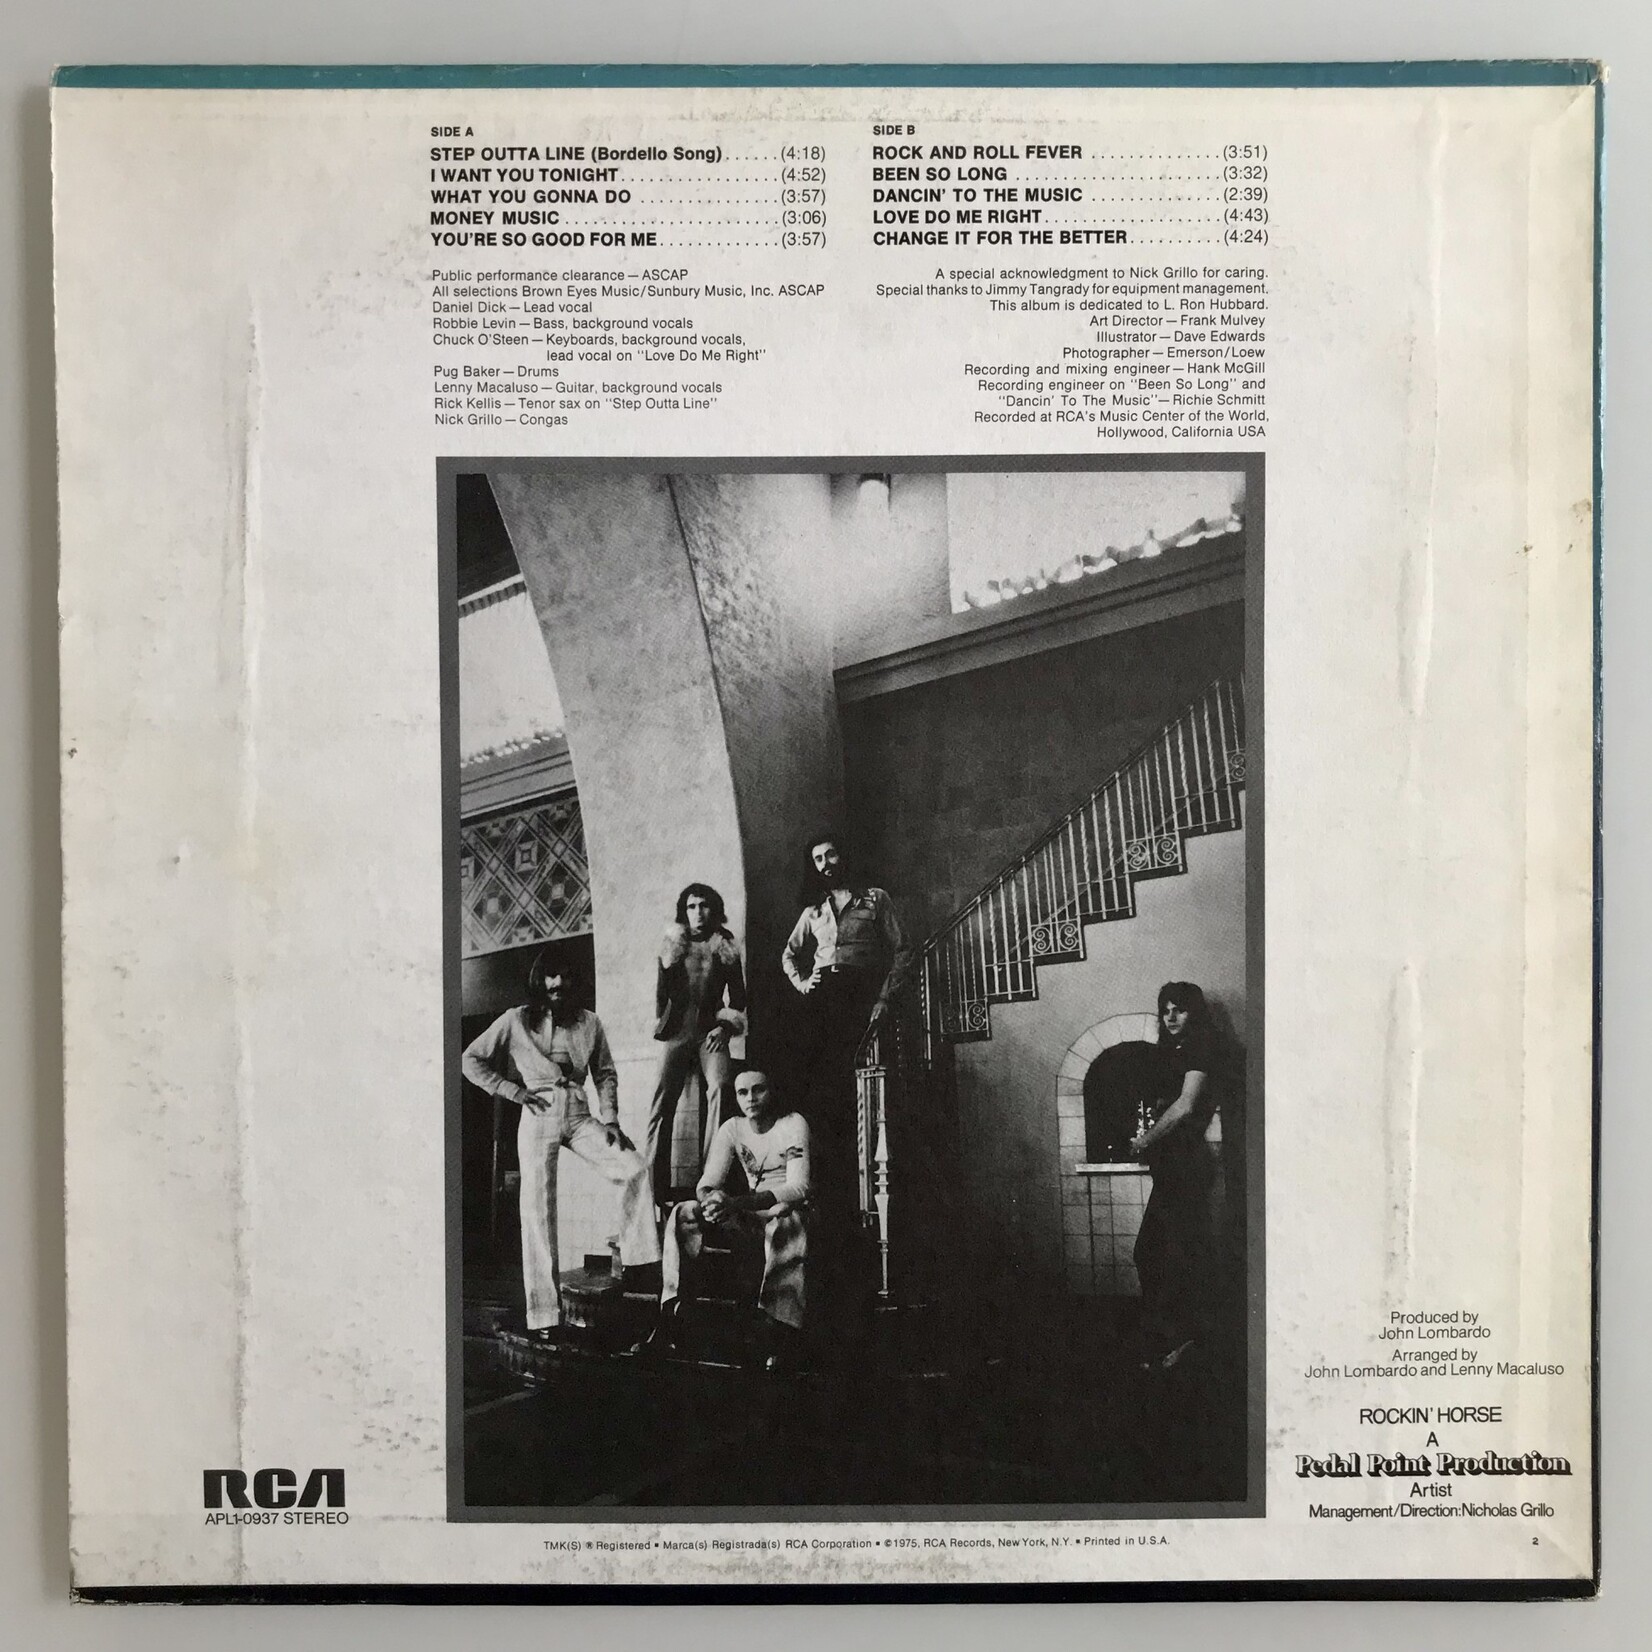 SIDE A
STEP OUTTA LINE (Bordello Song)......(4:18)
I WANT YOU TONIGHT.................(4:52)
WHAT YOU GONNA DO ...............(3:57)
MONEY MUSIC .......................(3:06)
YOU'RE SO GOOD FOR ME.............(3:57)
Public performance clearance — ASCAP
All selections Brown Eyes Music/Sunbury Music, Inc. ASCAP
Daniel Dick — Lead vocal
Robbie Levin — Bass, background vocals
Chuck O'Steen — Keyboards, background vocals,
lead vocal on "Love Do Me Right"
Pug Baker — Drums
Lenny Macaluso — Guitar, background vocals
Rick Kellis — Tenor sax on "Step Outta Line"
Nick Grillo — Congas
SIDE B
ROCK AND ROLL FEVER ..............(3:51)
BEEN SO LONG ......................(3:32)
DANCIN' TO THE MUSIC ..............(2:39)
LOVE DO ME RIGHT...................(4:43)
CHANGE IT FOR THE BETTER..........(4:24)
A special acknowledgment to Nick Grillo for caring.
Special thanks to Jimmy Tangrady for equipment management.
This album is dedicated to L. Ron Hubbard.
Art Director — Frank Mulvey
Illustrator — Dave Edwards
Photographer — Emerson/Loew
Recording and mixing engineer — Hank McGill
Recording engineer on "Been So Long" and
"Dancin' To The Music" — Richie Schmitt
Recorded at RCA's Music Center of the World,
Hollywood, California USA
Produced by
John Lombardo
Arranged by
John Lombardo and Lenny Macaluso
ROCKIN' HORSE
A
Pedal Point Production
Artist
Management/Direction: Nicholas Grillo
RCA
APL1-0937 STEREO
TMK(S) ® Registered ▪ Marca(s) Registrada(s) RCA Corporation ▪ ©1975, RCA Records, New York, N.Y. ▪ Printed in U.S.A.
2